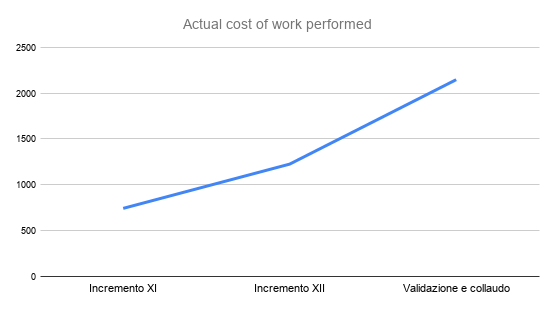 Actual cost of work performed
2500
2000
1500
1000
500
0
Incremento XI
Incremento XII
Validazione e collaudo